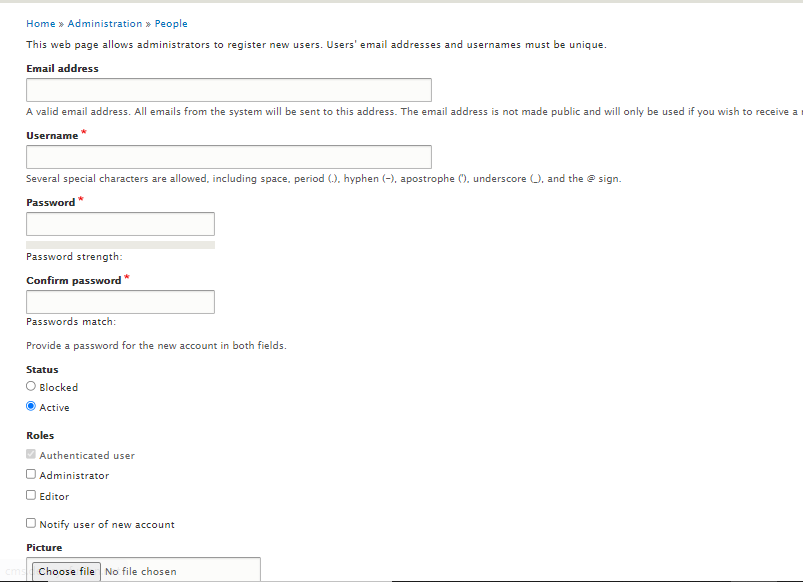 Home » Administration » People
This web page allows administrators to register new users. Users' email addresses and usernames must be unique.
Email address
A valid email address. All emails from the system will be sent to this address. The email address is not made public and will only be used if you wish to receive a
Username *
Several special characters are allowed, including space, period (.), hyphen (-), apostrophe ('), underscore (_), and the @ sign.
Password *
Password strength:
Confirm password *
Passwords match:
Provide a password for the new account in both fields.
Status
Blocked
Active
Roles
Authenticated user
Administrator
Editor
Notify user of new account
Picture
Choose file No file chosen